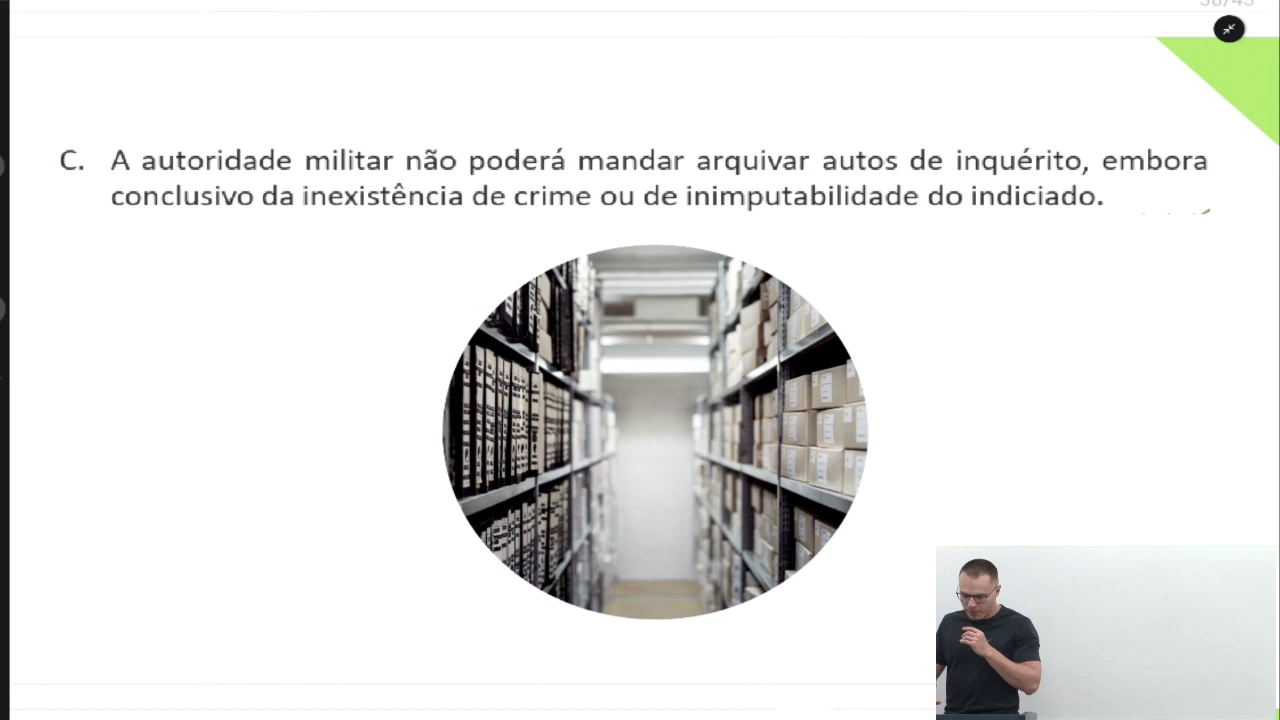 C. A autoridade militar não poderá mandar arquivar autos de inquérito, embora
conclusivo da inexistência de crime ou de inimputabilidade do indiciado.